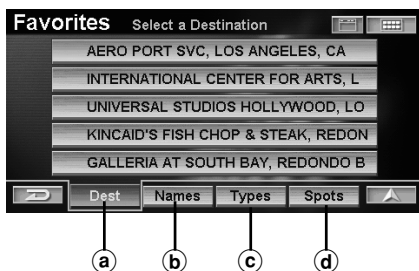 Favorites Select a Destination
AERO PORT SVC, LOS ANGELES, CA
INTERNATIONAL CENTER FOR ARTS, L
UNIVERSAL STUDIOS HOLLYWOOD, LO
KINCAID'S FISH CHOP & STEAK, REDON
GALLERIA AT SOUTH BAY, REDONDO B
Dest Names Types Spots
a b c d